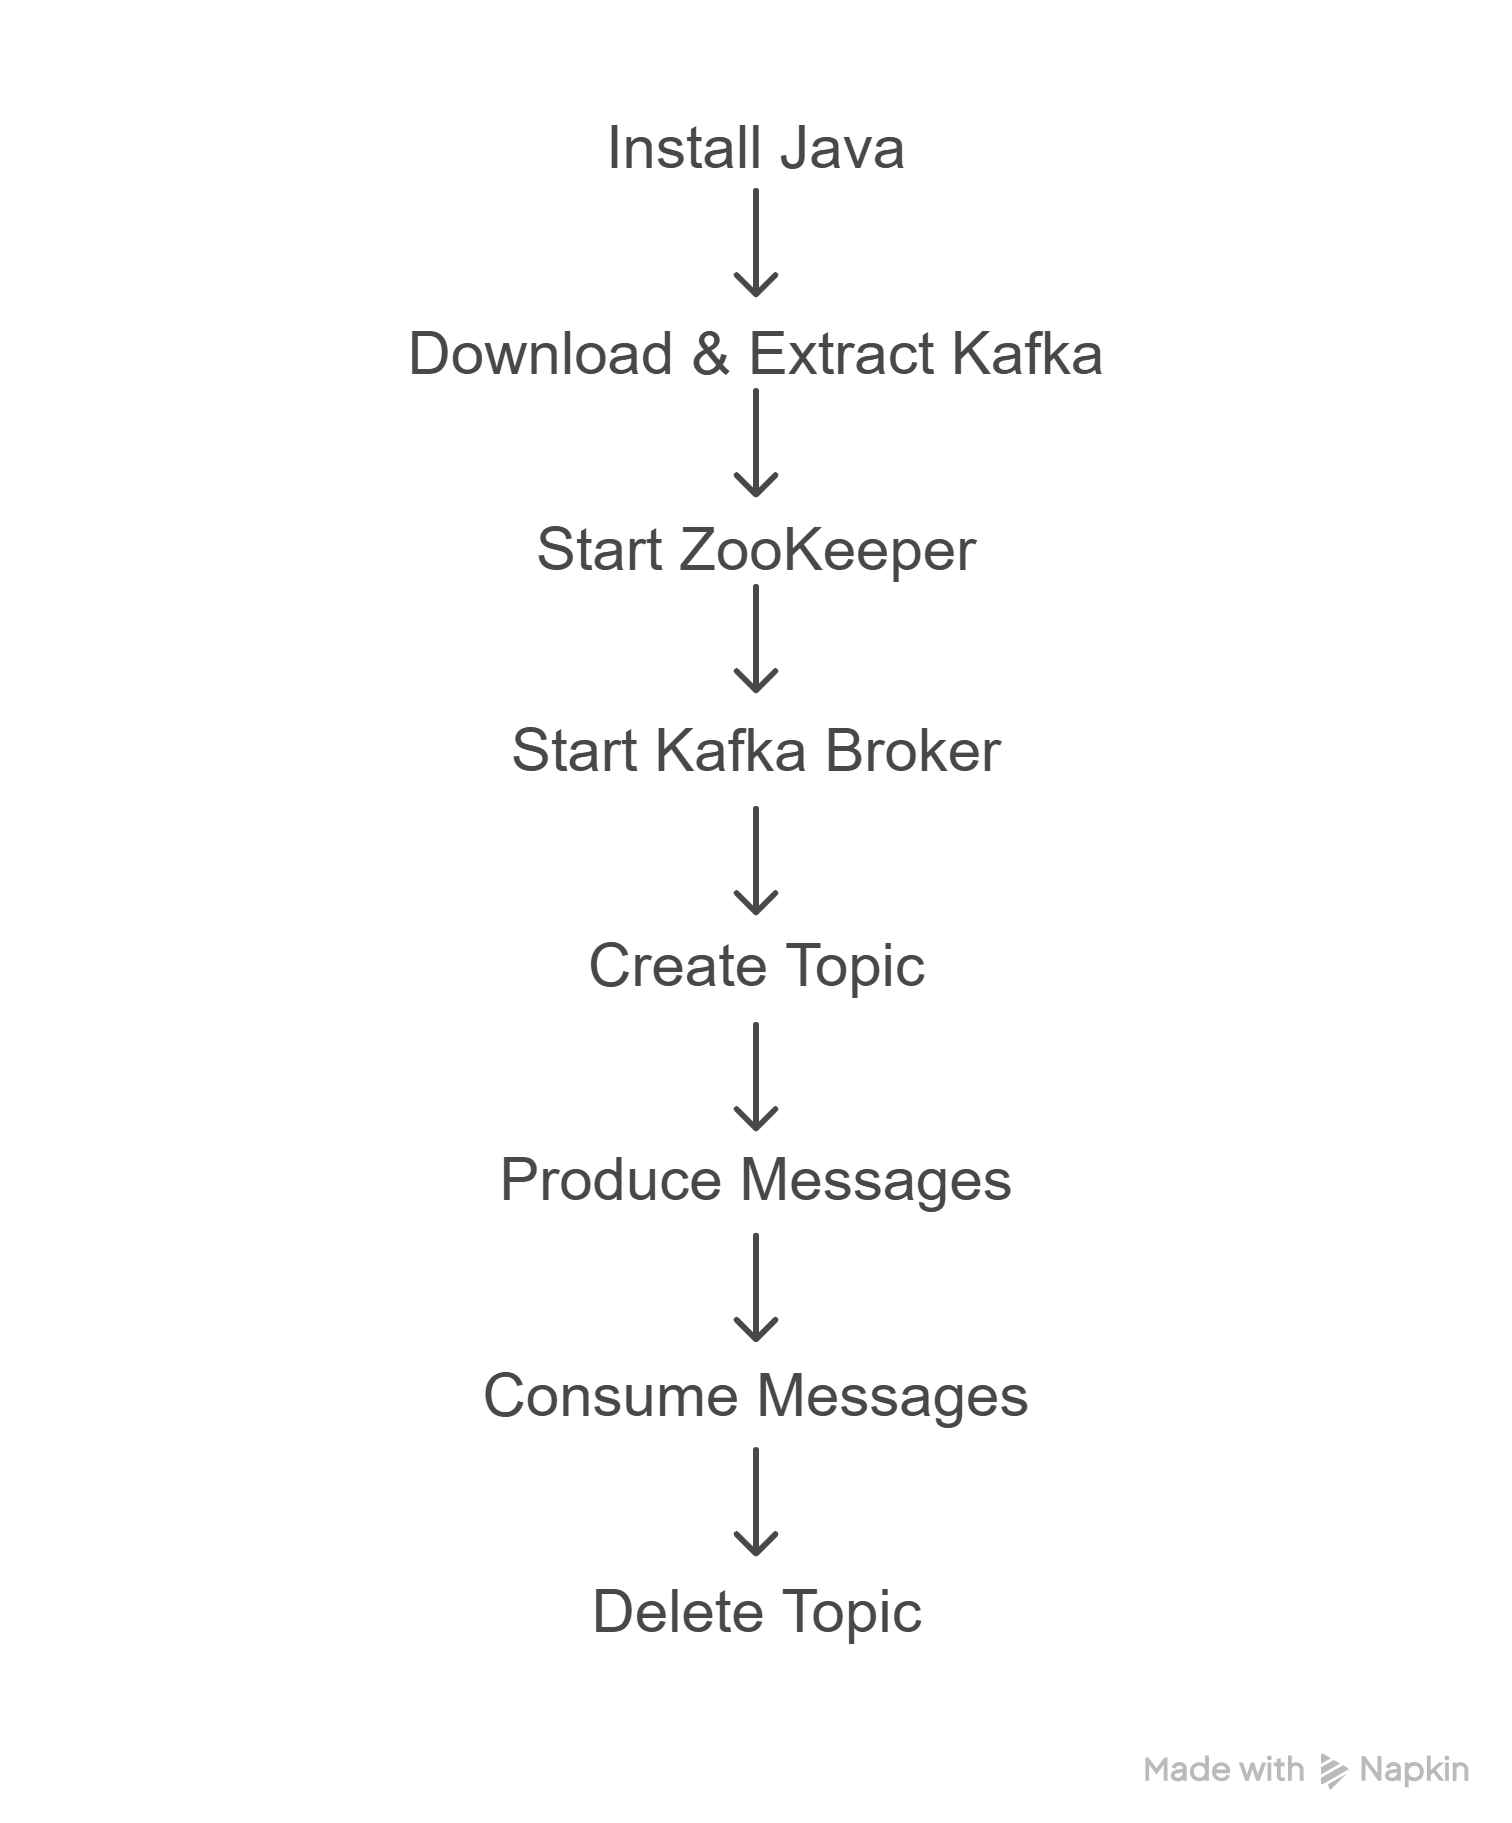 Install Java
Download & Extract Kafka
Start ZooKeeper
Start Kafka Broker
Create Topic
Produce Messages
Consume Messages
Delete Topic
Made with Napkin